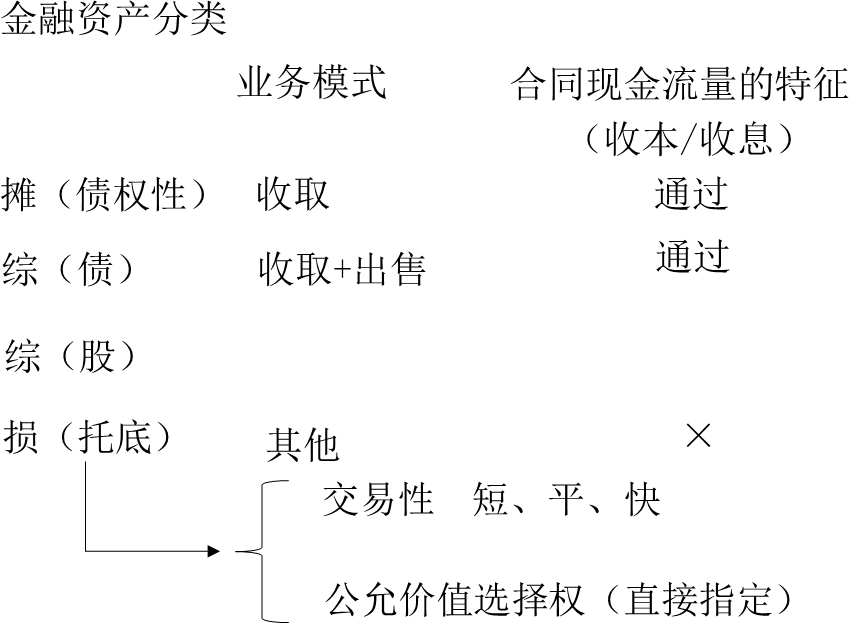 金融资产分类
业务模式 合同现金流量的特征
（收本/收息）
摊（债权性） 收取 通过
综（债） 收取+出售 通过
综（股）
损（托底） 其他 ×
交易性 短、平、快
公允价值选择权（直接指定）